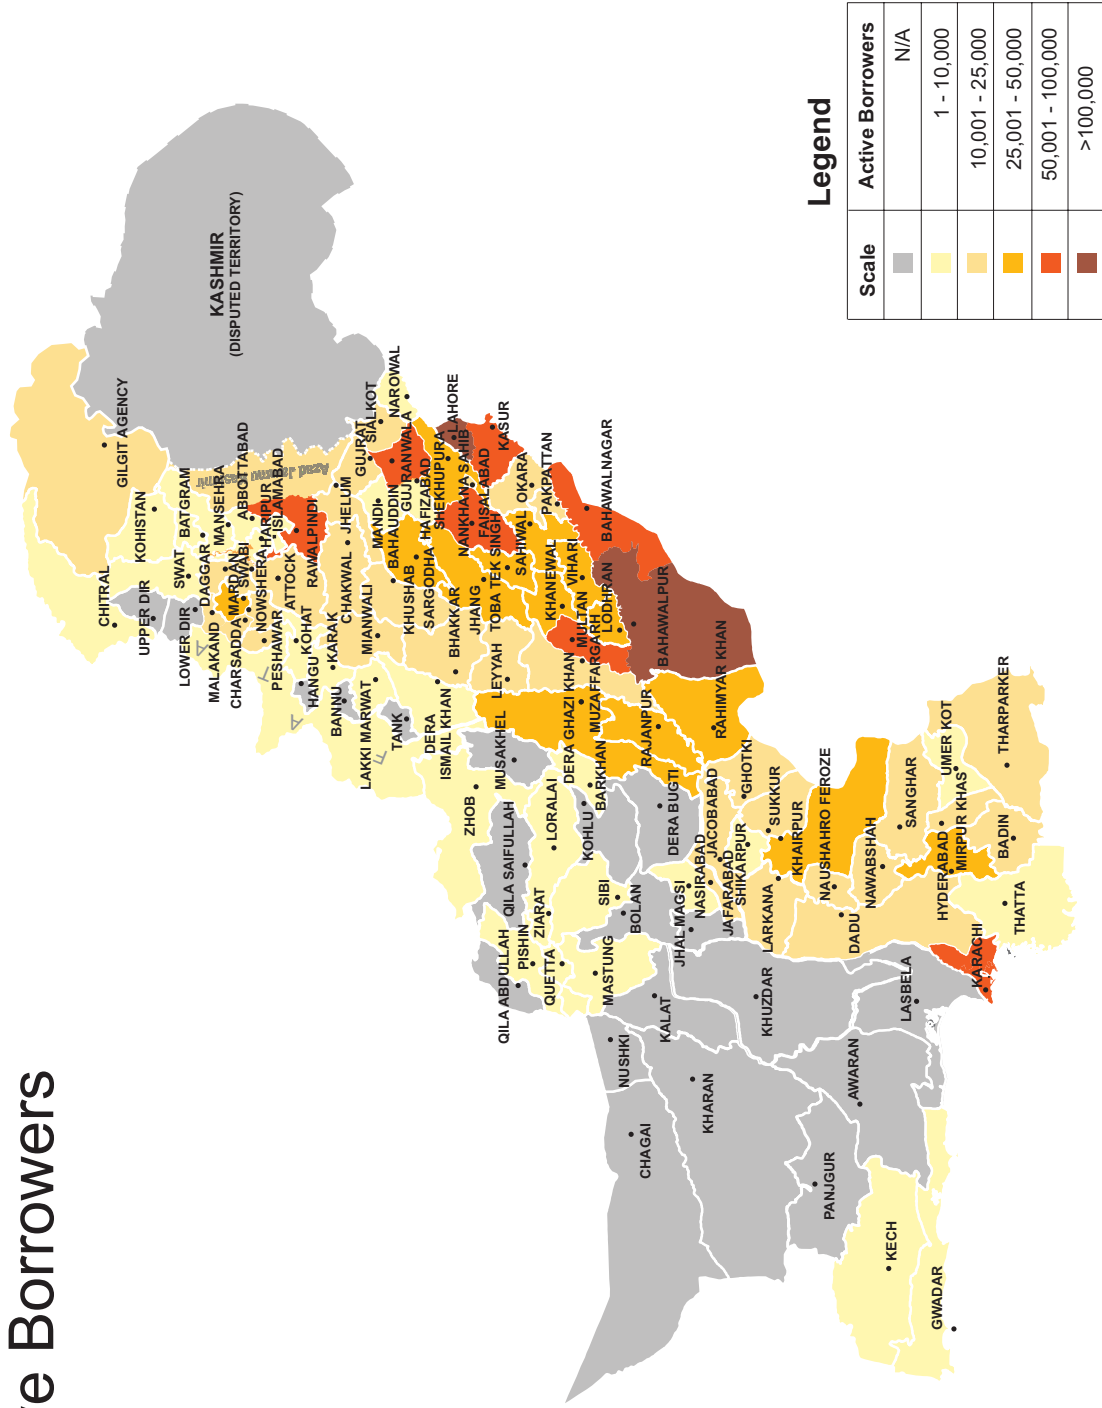 ve Borrowers
Legend
Scale
Active Borrowers
N/A
1 - 10,000
10,001 - 25,000
25,001 - 50,000
50,001 - 100,000
>100,000
KASHMIR
(DISPUTED TERRITORY)
Azad Jammu Kashmir
GILGIT AGENCY
CHITRAL
KOHISTAN
UPPER DIR
SWAT
BATGRAM
LOWER DIR
DAGGAR
MANSEHRA
MALAKAND
MARDAN
SWABI
ABBOTTABAD
CHARSADDA
NOWSHERA
HARIPUR
ISLAMABAD
PESHAWAR
ATTOCK
RAWALPINDI
F
A
T
A
HANGU
KOHAT
KARAK
CHAKWAL
JHELUM
BANNU
LAKKI MARWAT
MIANWALI
MANDI
BAHAUDDIN
GUJRAT
SIALKOT
NAROWAL
TANK
KHUSHAB
SARGODHA
HAFIZABAD
GUJRANWALA
SHEKHUPURA
LAHORE
DERA
ISMAIL KHAN
BHAKKAR
JHANG
NANKHANA SAHIB
FAISALABAD
KASUR
TOBA TEK SINGH
SAHIWAL
OKARA
PAKPATTAN
LEYYAH
KHANEWAL
VIHARI
MULTAN
LODHRAN
BAHAWALNAGAR
DERA GHAZI KHAN
MUZAFFARGARH
BAHAWALPUR
RAJANPUR
RAHIMYAR KHAN
ZHOB
MUSAKHEL
BARKHAN
QILA SAIFULLAH
LORALAI
KOHLU
DERA BUGTI
QILA ABDULLAH
PISHIN
ZIARAT
SIBI
BOLAN
QUETTA
MASTUNG
JHAL MAGSI
NASIRABAD
JAFARABAD
JACOBABAD
SHIKARPUR
GHOTKI
SUKKUR
KHAIRPUR
LARKANA
NAUSHAHRO FEROZE
DADU
NAWABSHAH
SANGHAR
HYDERABAD
MIRPUR KHAS
UMER KOT
THARPARKER
BADIN
THATTA
KARACHI
NUSHKI
KALAT
KHUZDAR
LASBELA
CHAGAI
KHARAN
AWARAN
PANJGUR
KECH
GWADAR